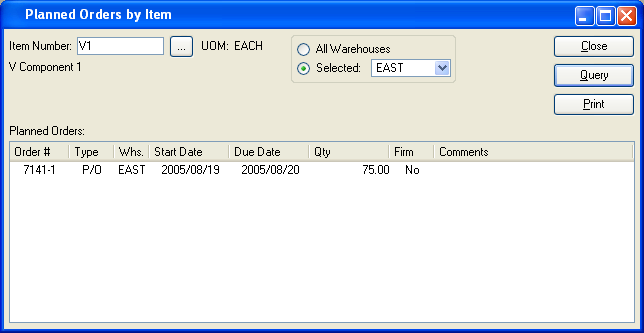 Planned Orders by Item
Item Number: V1 ... UOM: EACH
V Component 1
All Warehouses
Selected: EAST
Close
Query
Print
Planned Orders:
Order # Type Whs. Start Date Due Date Qty Firm Comments
7141-1 P/O EAST 2005/08/19 2005/08/20 75.00 No